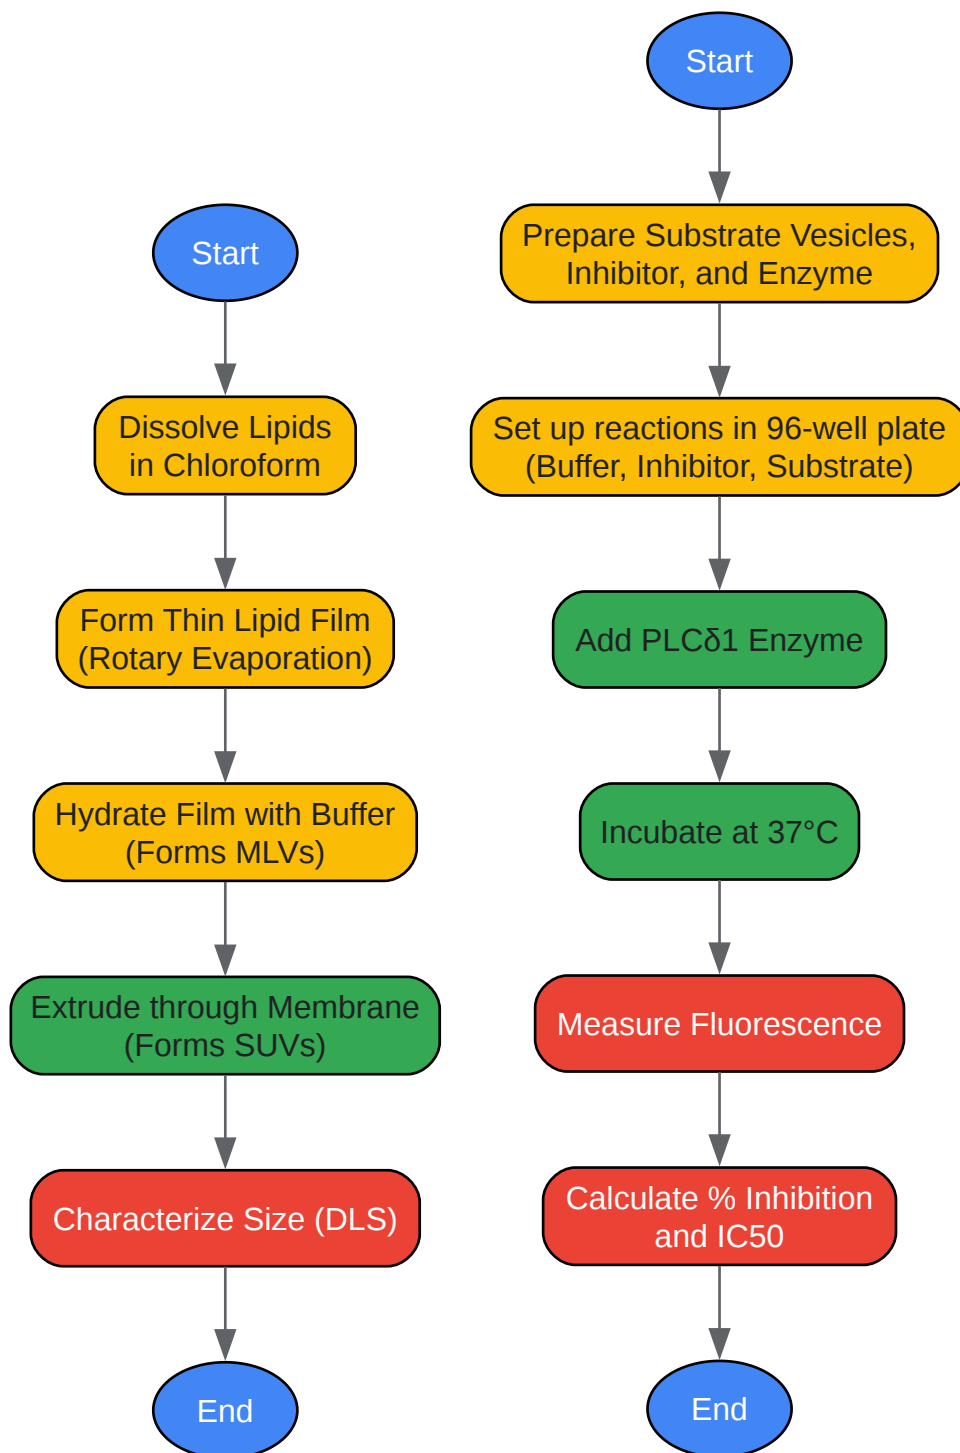 Start
Dissolve Lipids
in Chloroform
Form Thin Lipid Film
(Rotary Evaporation)
Hydrate Film with Buffer
(Forms MLVs)
Extrude through Membrane
(Forms SUVs)
Characterize Size (DLS)
End
Start
Prepare Substrate Vesicles,
Inhibitor, and Enzyme
Set up reactions in 96-well plate
(Buffer, Inhibitor, Substrate)
Add PLCδ1 Enzyme
Incubate at 37°C
Measure Fluorescence
Calculate % Inhibition
and IC50
End